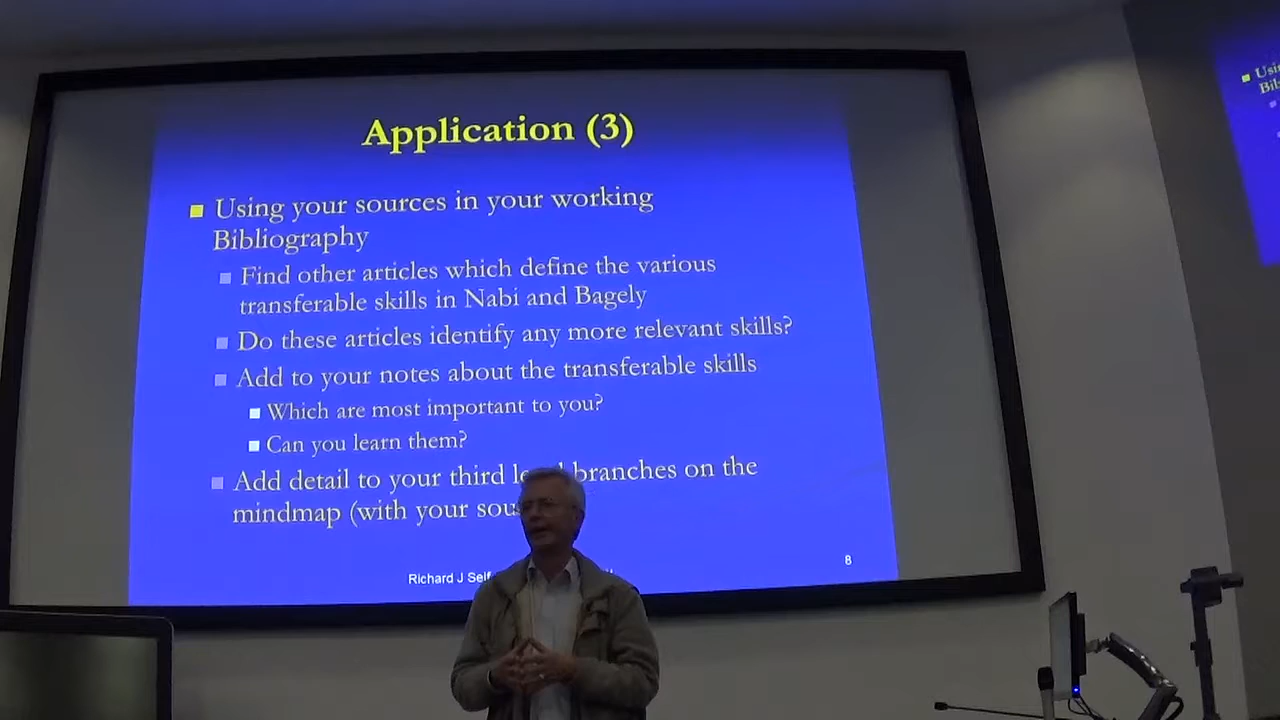 Application (3)
Using your sources in your working
Bibliography
Find other articles which define the various
transferable skills in Nabi and Bagely
Do these articles identify any more relevant skills?
Add to your notes about the transferable skills
Which are most important to you?
Can you learn them?
Add detail to your third branches on the
mindmap (with your
Richard J
8